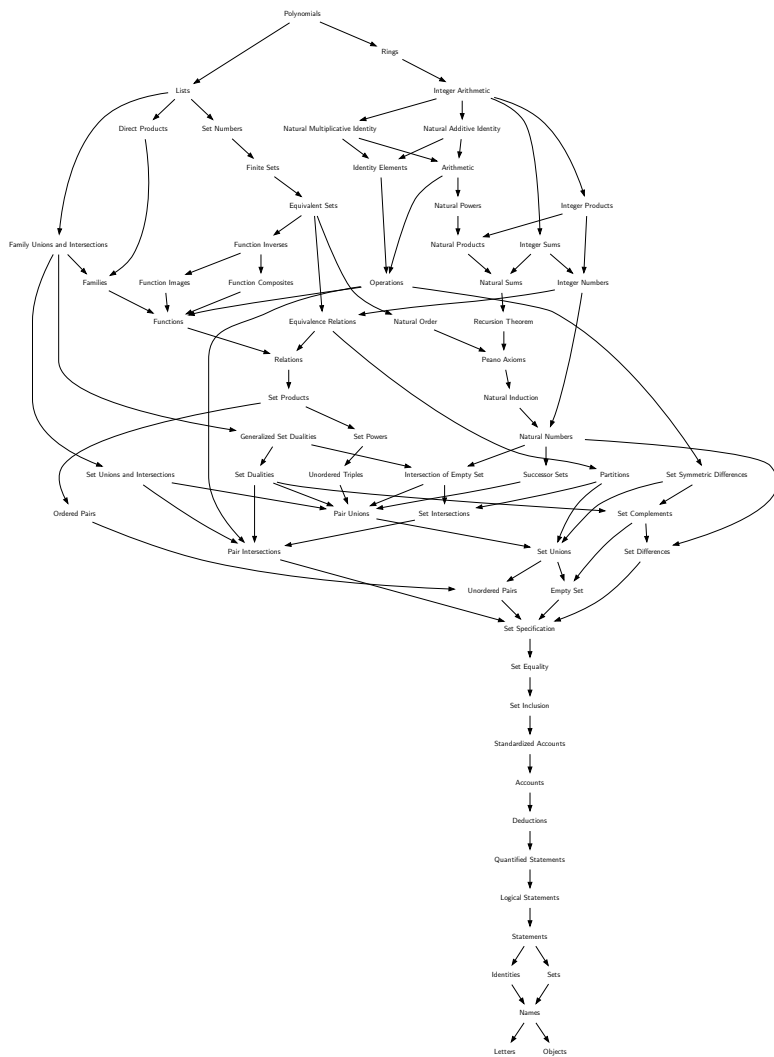 Polynomials
Rings
Lists
Integer Arithmetic
Direct Products
Set Numbers
Natural Multiplicative Identity
Natural Additive Identity
Finite Sets
Identity Elements
Arithmetic
Equivalent Sets
Natural Powers
Integer Products
Family Unions and Intersections
Function Inverses
Natural Products
Integer Sums
Families
Function Images
Function Composites
Operations
Natural Sums
Integer Numbers
Functions
Equivalence Relations
Natural Order
Recursion Theorem
Relations
Peano Axioms
Set Products
Natural Induction
Generalized Set Dualities
Set Powers
Natural Numbers
Set Unions and Intersections
Set Dualities
Unordered Triples
Intersection of Empty Set
Successor Sets
Partitions
Set Symmetric Differences
Ordered Pairs
Pair Unions
Set Intersections
Set Complements
Pair Intersections
Set Unions
Set Differences
Unordered Pairs
Empty Set
Set Specification
Set Equality
Set Inclusion
Standardized Accounts
Accounts
Deductions
Quantified Statements
Logical Statements
Statements
Identities
Sets
Names
Letters
Objects